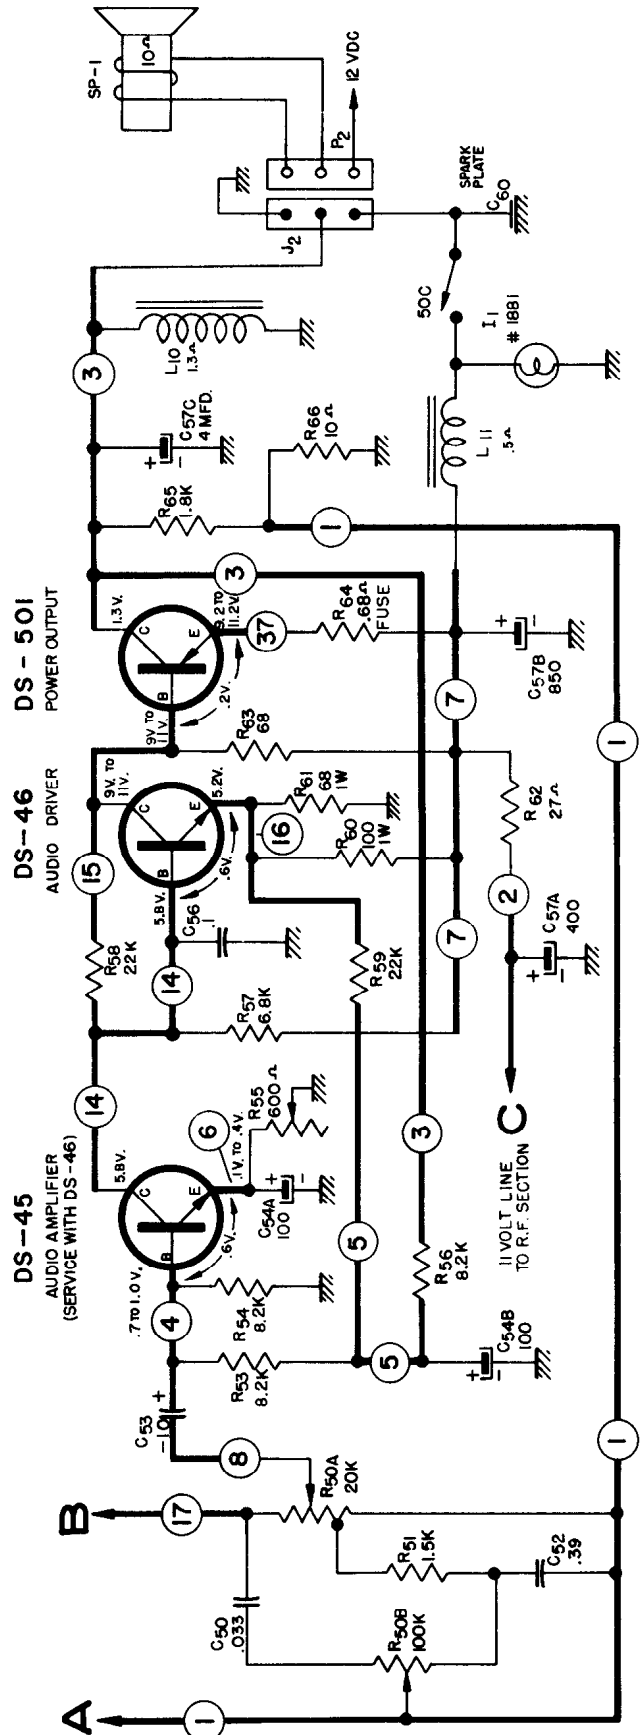 SP-1
10Ω
12 VDC
P2
J2
SPARK
PLATE
C60
50C
I1
# 1881
L10
1.3Ω
3
C57C
4 MFD.
+
-
R66
10Ω
L11
.5Ω
R65
1.8K
1
DS-501
POWER OUTPUT
1.3V.
C
B
E
9.2 TO
11.2V.
3
37
R64
.68Ω
FUSE
.2V.
9V. TO
11V.
C57B
850
+
-
7
1
R63
68
DS-46
AUDIO DRIVER
9V. TO
11V.
C
B
E
5.2V.
R61
68
1W
16
R60
100
1W
.6V.
5.8V.
15
R62
27Ω
2
C57A
400
+
-
7
R58
22K
C56
.1
14
R59
22K
R57
6.8K
14
C
11 VOLT LINE
TO R.F. SECTION
R55
600Ω
6
.1V. TO .4V.
3
DS-45
AUDIO AMPLIFIER
(SERVICE WITH DS-46)
5.8V.
C
B
E
.6V.
C54A
100
+
-
5
R56
8.2K
.7 TO 1.0V.
4
R54
8.2K
R53
8.2K
5
C54B
100
+
-
C53
10
+
-
8
R50A
20K
1
B
17
R51
1.5K
C52
.39
C50
.033
R50B
100K
A
1